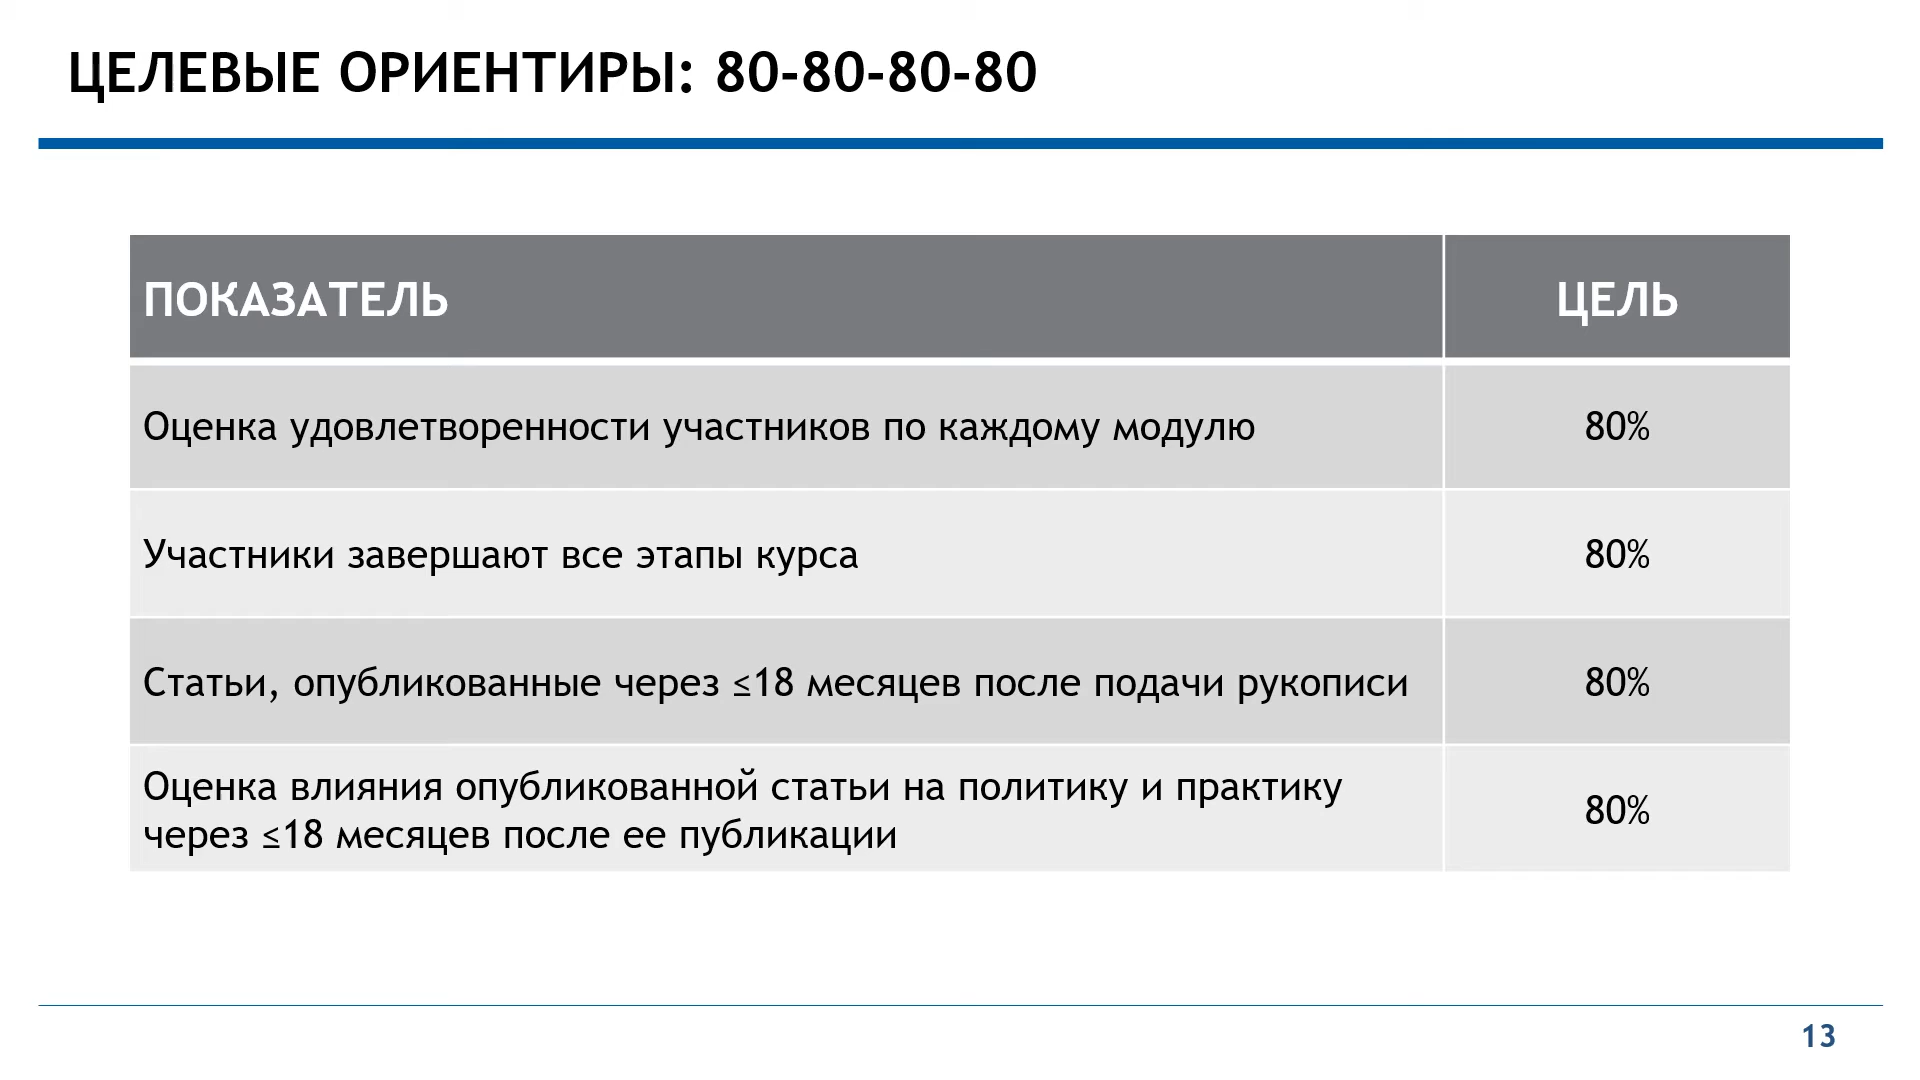 ЦЕЛЕВЫЕ ОРИЕНТИРЫ: 80-80-80-80
ПОКАЗАТЕЛЬ ЦЕЛЬ
Оценка удовлетворенности участников по каждому модулю 80%
Участники завершают все этапы курса 80%
Статьи, опубликованные через ≤18 месяцев после подачи рукописи 80%
Оценка влияния опубликованной статьи на политику и практику
через ≤18 месяцев после ее публикации
80%
13